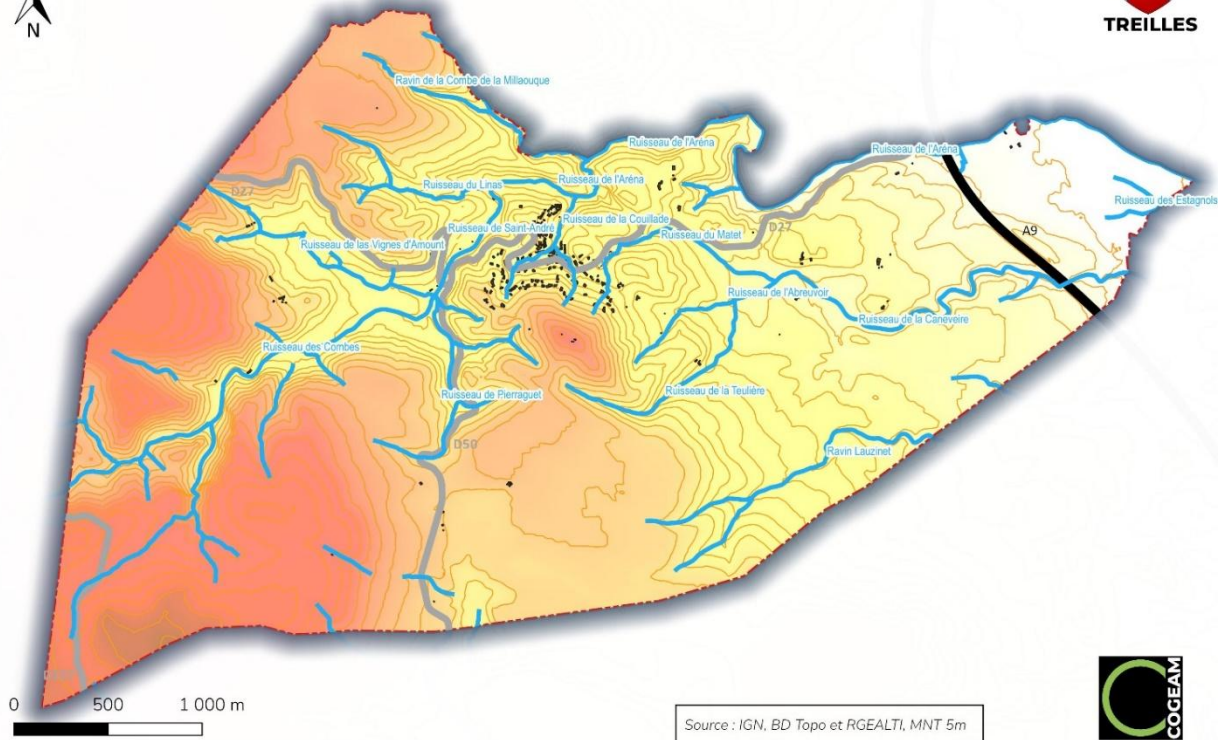 N
TREILLES
Ravin de la Combe de la Millaouque
Ruisseau de l'Aréna
Ruisseau de l'Aréna
Ruisseau de l'Aréna
Ruisseau du Linas
D27
Ruisseau des Estagnols
Ruisseau de la Couillade
Ruisseau de Saint-André
D27
A9
Ruisseau du Matet
Ruisseau de las Vignes d'Amount
Ruisseau de l'Abreuvoir
Ruisseau de la Caneveire
Ruisseau des Combes
Ruisseau de la Teulière
Ruisseau de Pierraguet
D50
Ravin Lauzinet
0 500 1 000 m
Source : IGN, BD Topo et RGEALTI, MNT 5m
COGEAM